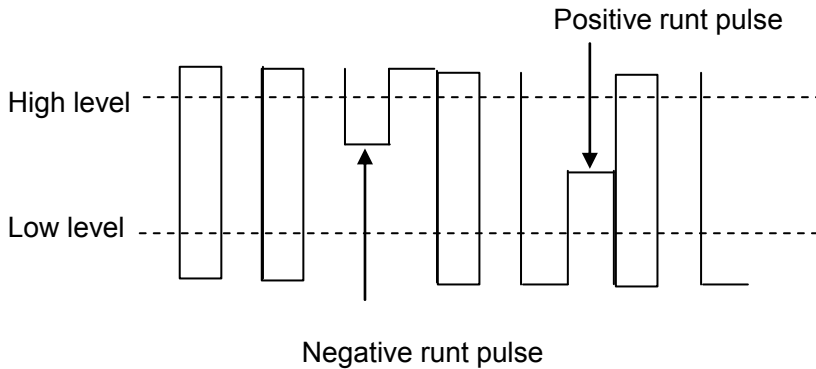 Positive runt pulse
High level
Low level
Negative runt pulse